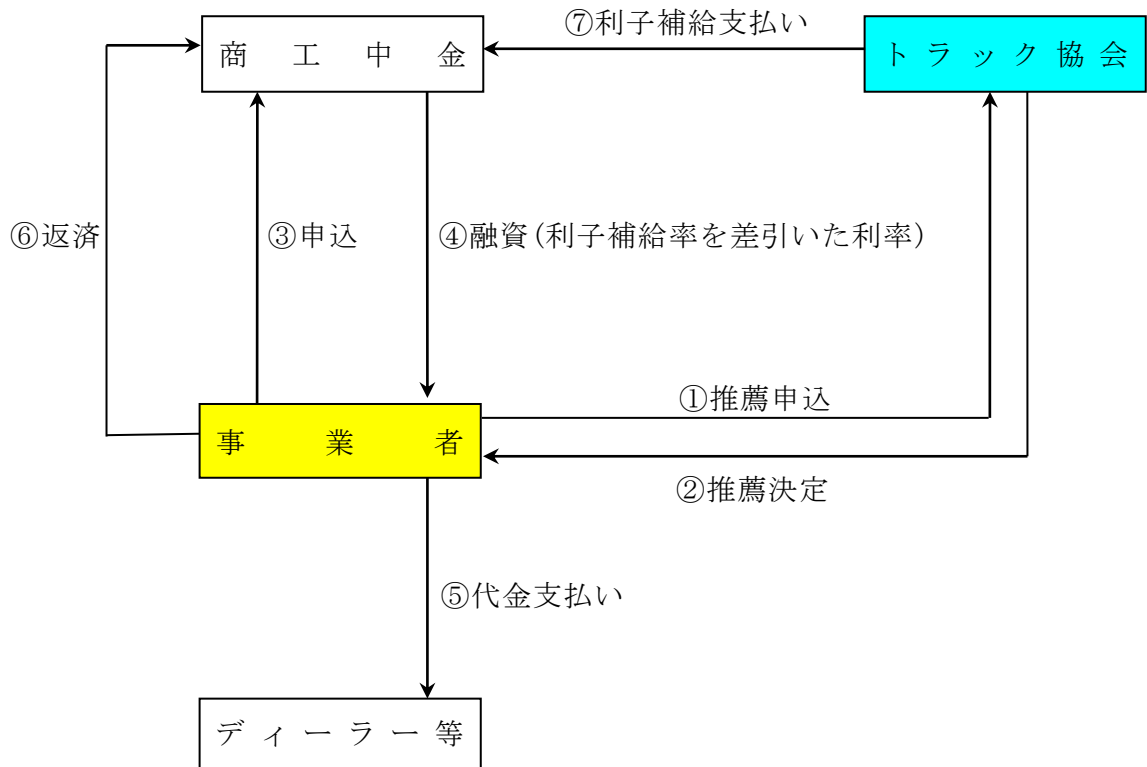 ⑦利子補給支払い
商工中金
トラック協会
⑥返済
③申込
④融資(利子補給率を差引いた利率)
①推薦申込
事業者
②推薦決定
⑤代金支払い
ディーラー等